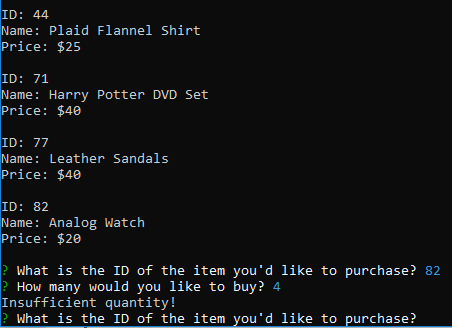 ID: 44
Name: Plaid Flannel Shirt
Price: $25
ID: 71
Name: Harry Potter DVD Set
Price: $40
ID: 77
Name: Leather Sandals
Price: $40
ID: 82
Name: Analog Watch
Price: $20
? What is the ID of the item you'd like to purchase? 82
? How many would you like to buy? 4
Insufficient quantity!
? What is the ID of the item you'd like to purchase?